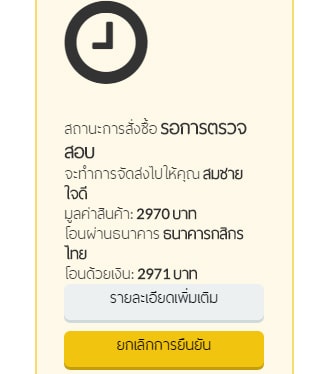 สถานะการสั่งซื้อ รอการตรวจ
สอบ
จะทำการจัดส่งไปให้คุณ สมชาย
ใจดี
มูลค่าสินค้า: 2970 บาท
โอนผ่านธนาคาร ธนาคารกสิกร
ไทย
โอนด้วยเงิน: 2971 บาท
รายละเอียดเพิ่มเติม
ยกเลิกการยืนยัน